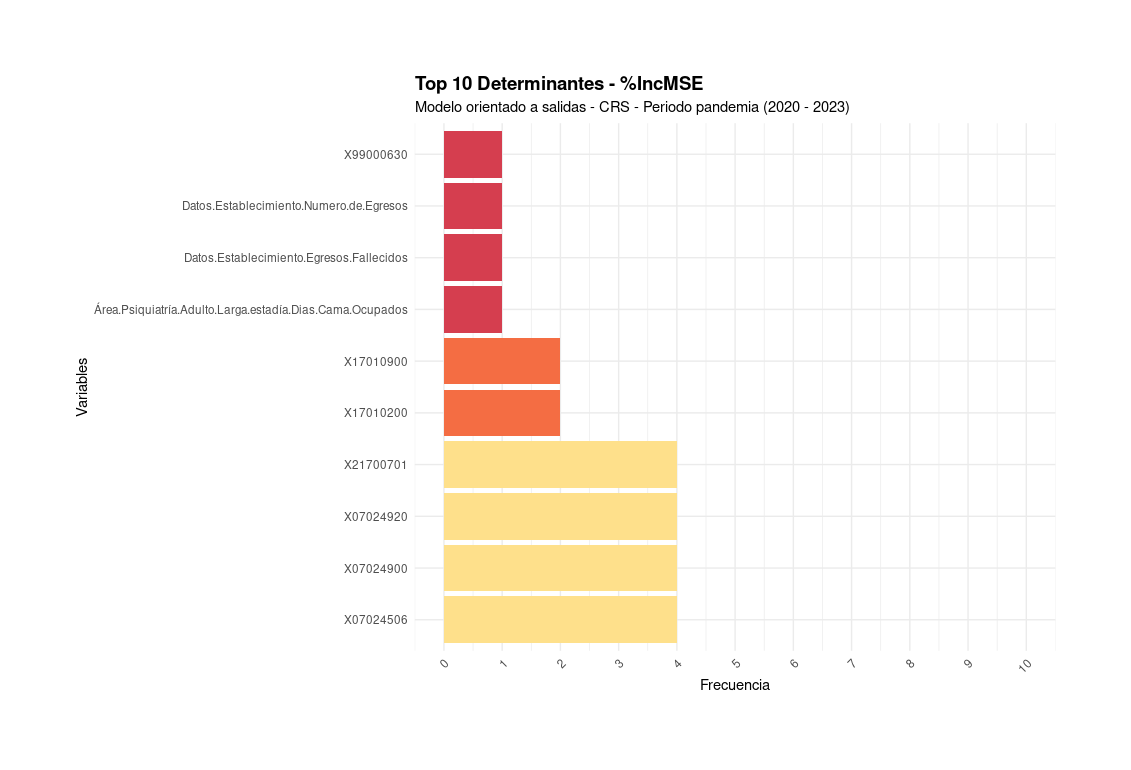 Top 10 Determinantes - %IncMSE
Modelo orientado a salidas - CRS - Periodo pandemia (2020 - 2023)
Variables
X99000630
Datos.Establecimiento.Numero.de.Egresos
Datos.Establecimiento.Egresos.Fallecidos
Área.Psiquiatría.Adulto.Larga.estadía.Dias.Cama.Ocupados
X17010900
X17010200
X21700701
X07024920
X07024900
X07024506
0 1 2 3 4 5 6 7 8 9 10
Frecuencia